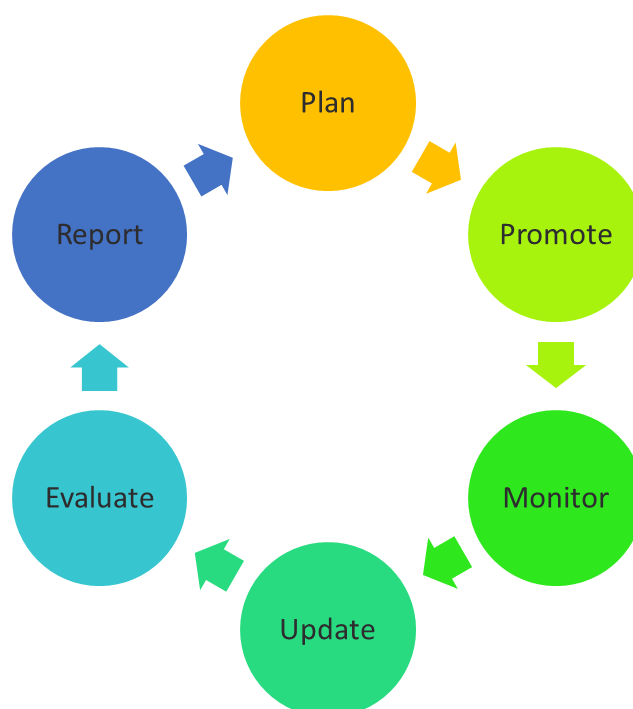 Plan
Promote
Monitor
Update
Evaluate
Report